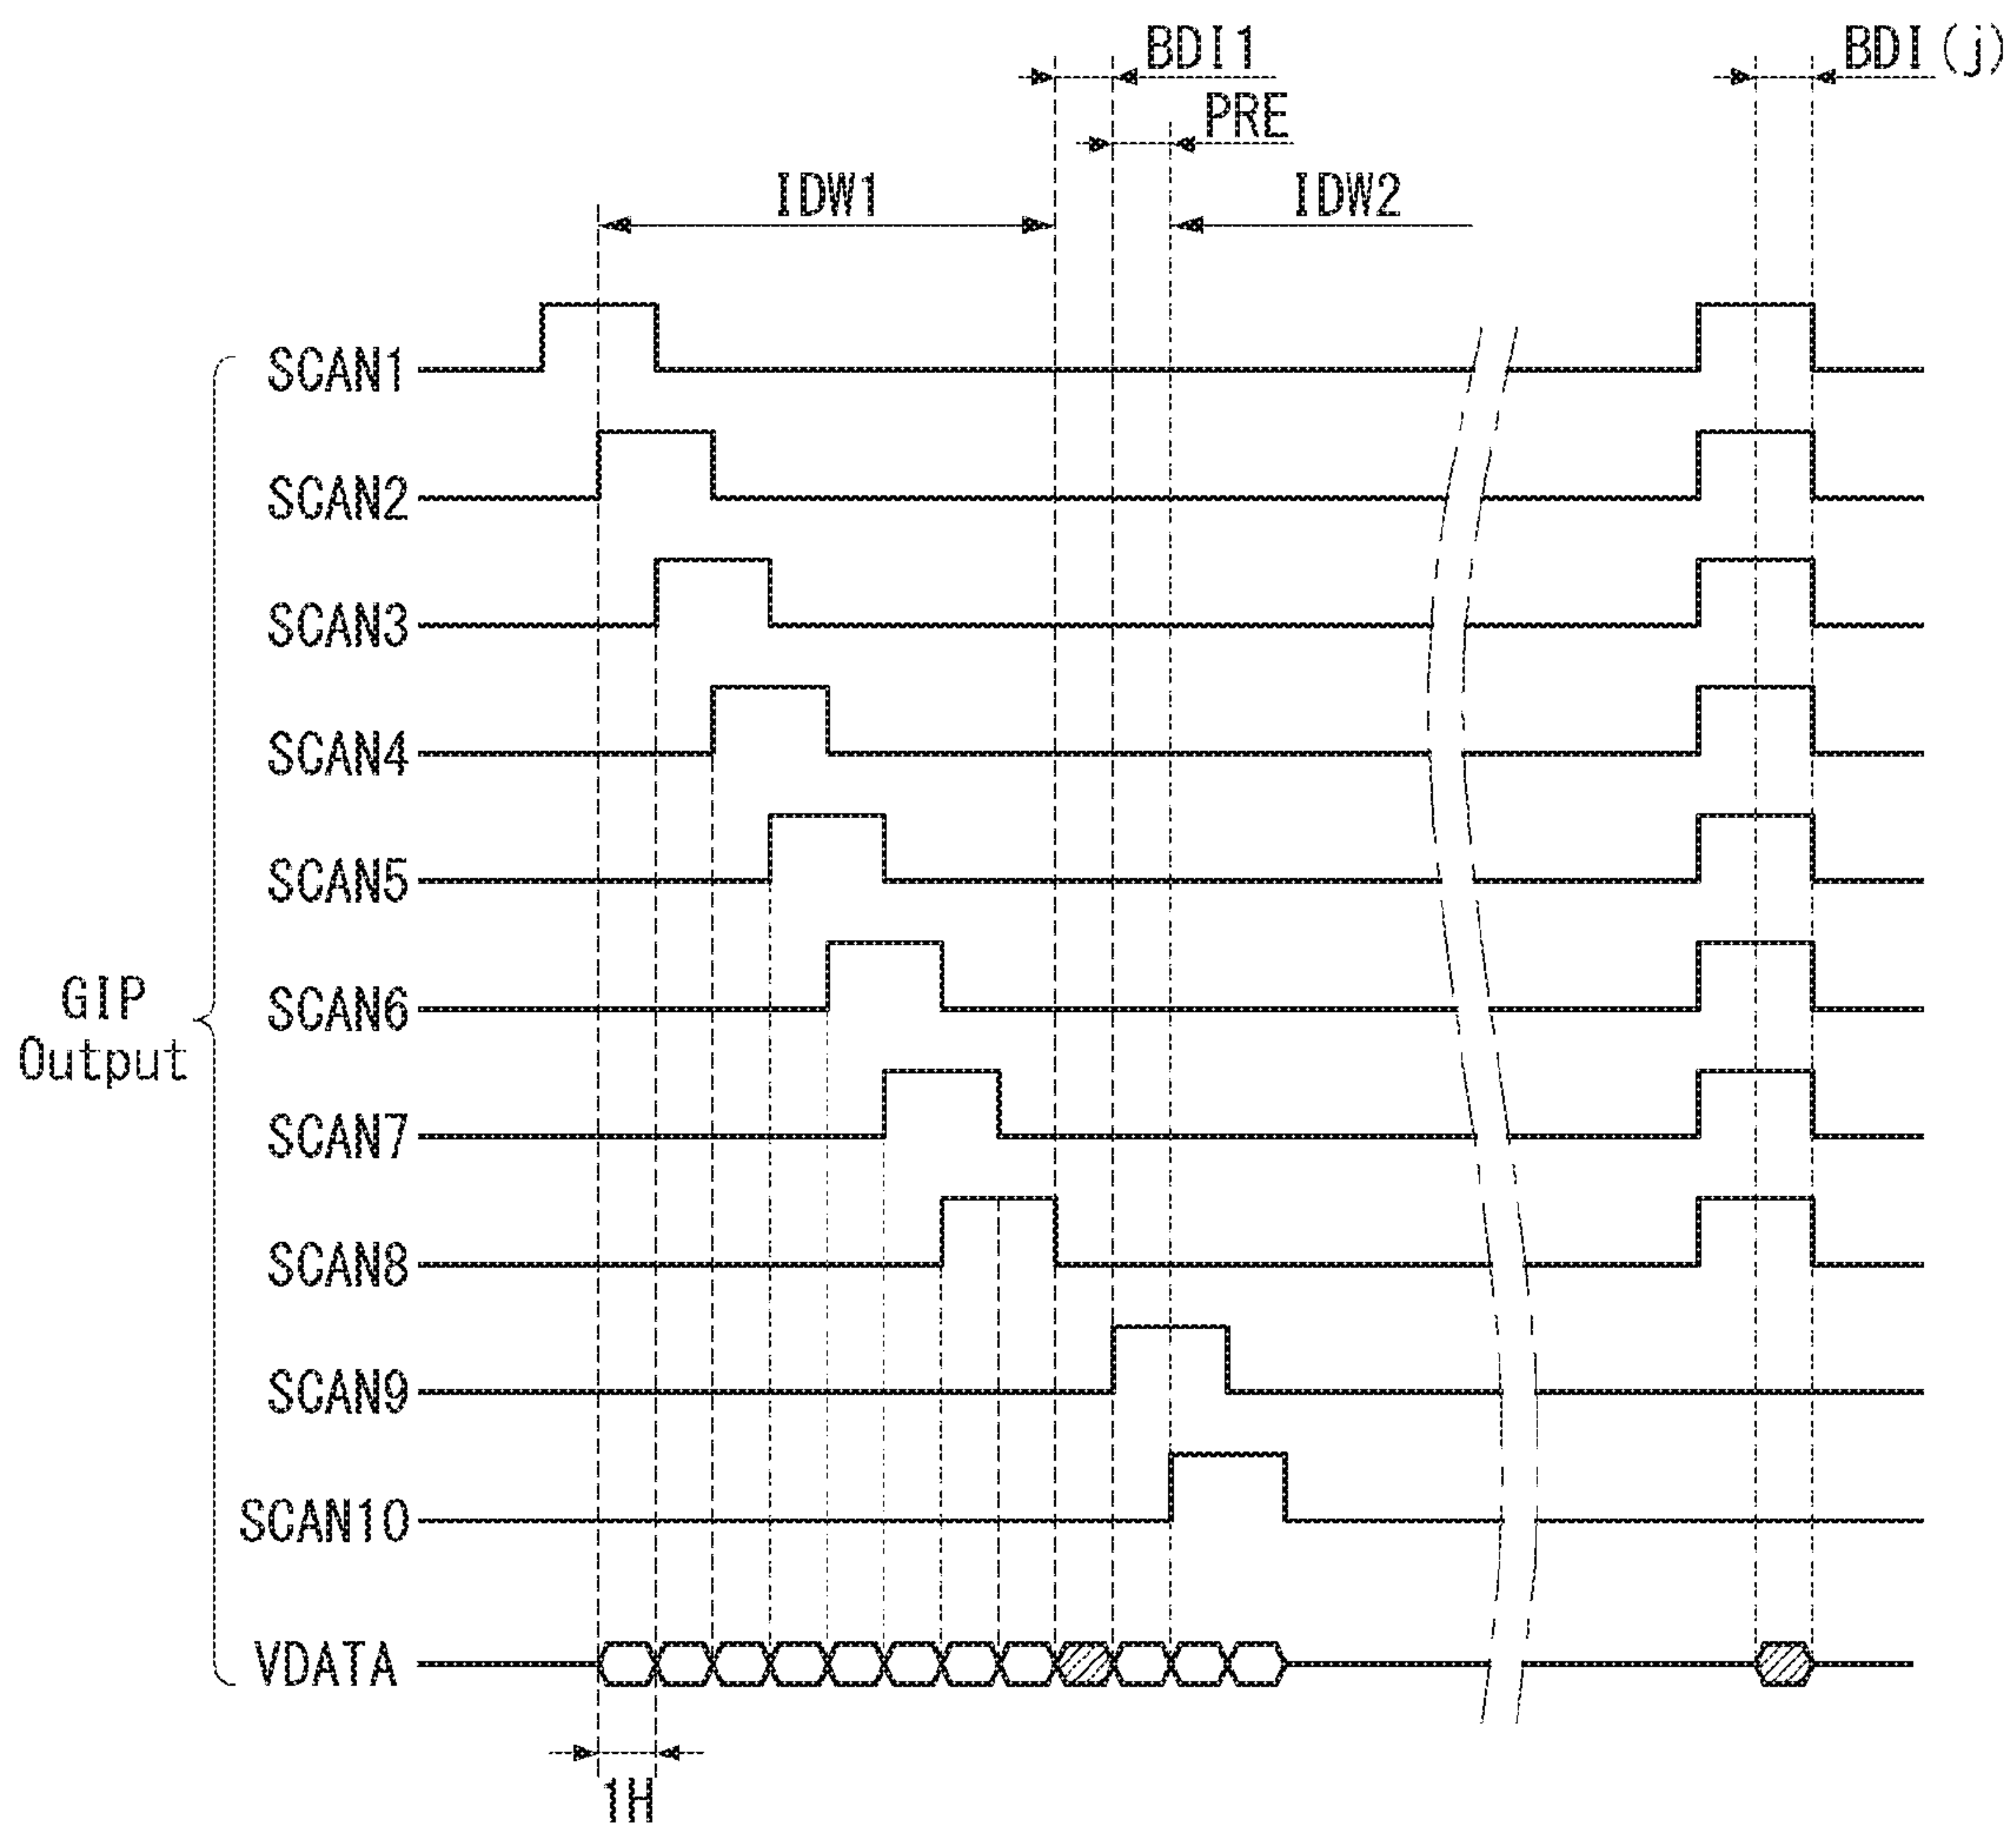 BDI1
BDI(j)
PRE
IDW1
IDW2
SCAN1
SCAN2
SCAN3
SCAN4
SCAN5
SCAN6
GIP
Output
SCAN7
SCAN8
SCAN9
SCAN10
VDATA
1H